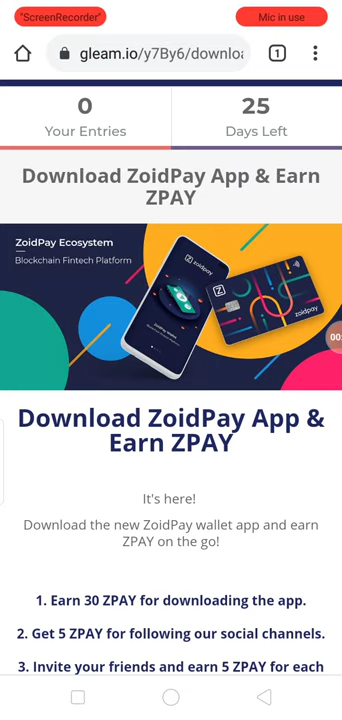 "ScreenRecorder"
Mic in use
gleam.io/y7By6/downloa
1
0
Your Entries
25
Days Left
Download ZoidPay App & Earn
ZPAY
ZoidPay Ecosystem
Blockchain Fintech Platform
zoidpay
zoidpay
00:
Download ZoidPay App &
Earn ZPAY
It's here!
Download the new ZoidPay wallet app and earn
ZPAY on the go!
1. Earn 30 ZPAY for downloading the app.
2. Get 5 ZPAY for following our social channels.
3. Invite your friends and earn 5 ZPAY for each